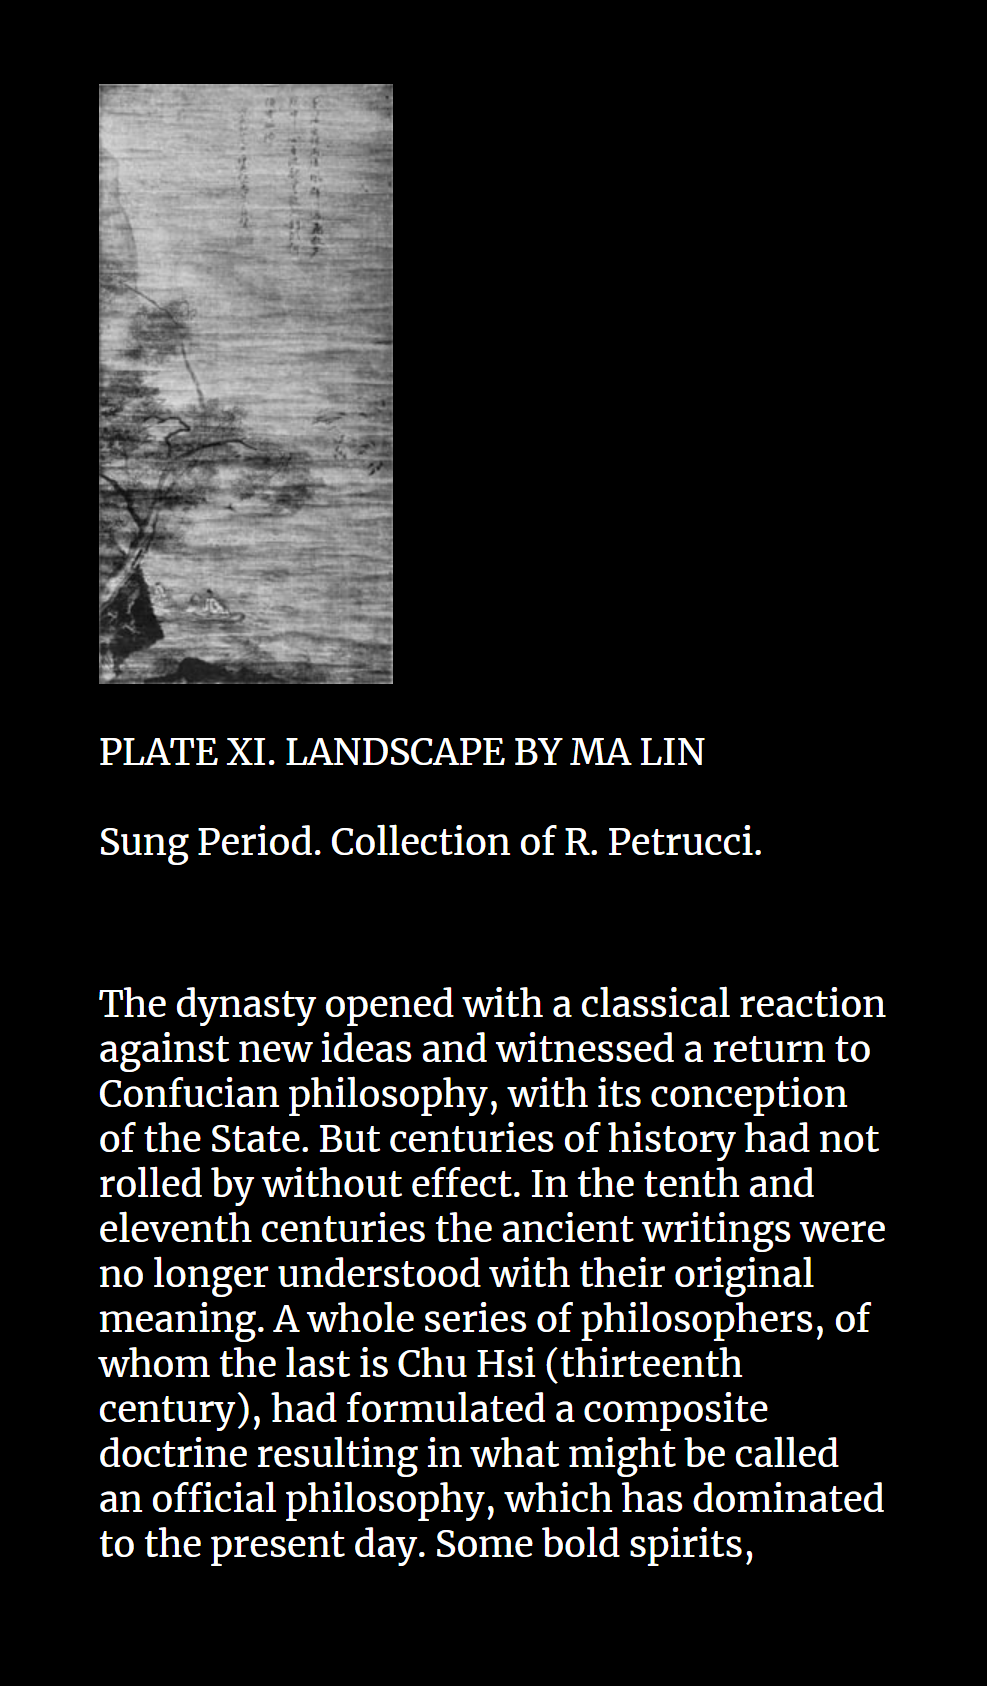 PLATE XI. LANDSCAPE BY MA LIN
Sung Period. Collection of R. Petrucci.
The dynasty opened with a classical reaction
against new ideas and witnessed a return to
Confucian philosophy, with its conception
of the State. But centuries of history had not
rolled by without effect. In the tenth and
eleventh centuries the ancient writings were
no longer understood with their original
meaning. A whole series of philosophers, of
whom the last is Chu Hsi (thirteenth
century), had formulated a composite
doctrine resulting in what might be called
an official philosophy, which has dominated
to the present day. Some bold spirits,